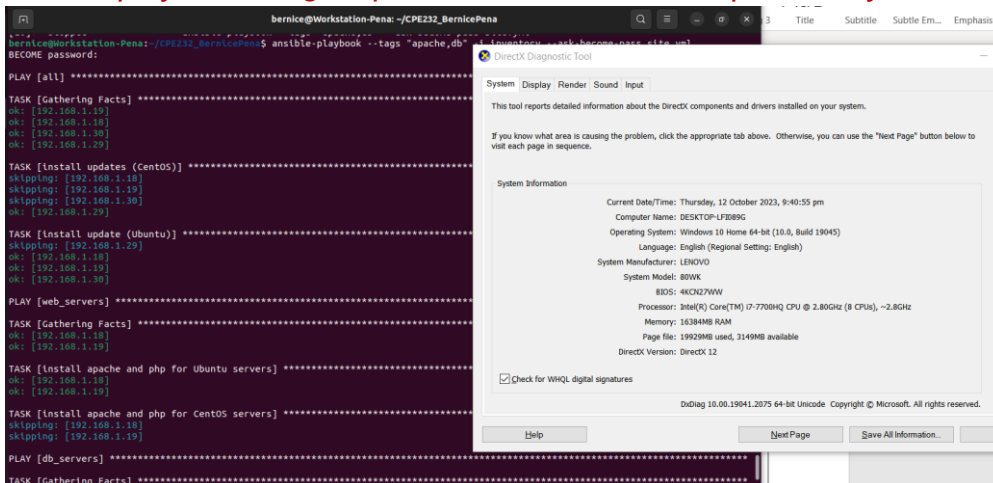 bernice@Workstation-Pena: ~/CPE232_BernicePena
3 Title Subtitle Subtle Em... Emphasis
bernice@Workstation-Pena:~/CPE232_BernicePena$ ansible-playbook --tags "apache,db" -i inventory --ask-become-pass site.yml
BECOME password:
PLAY [all] ****************************************************************************
TASK [Gathering Facts] ****************************************************************
ok: [192.168.1.19]
ok: [192.168.1.18]
ok: [192.168.1.30]
ok: [192.168.1.29]
TASK [install updates (CentOS)] *******************************************************
skipping: [192.168.1.18]
skipping: [192.168.1.19]
skipping: [192.168.1.30]
ok: [192.168.1.29]
TASK [install update (Ubuntu)] ********************************************************
skipping: [192.168.1.29]
ok: [192.168.1.18]
ok: [192.168.1.19]
ok: [192.168.1.30]
PLAY [web_servers] ********************************************************************
TASK [Gathering Facts] ****************************************************************
ok: [192.168.1.18]
ok: [192.168.1.19]
TASK [install apache and php for Ubuntu servers] **************************************
ok: [192.168.1.18]
ok: [192.168.1.19]
TASK [install apache and php for CentOS servers] **************************************
skipping: [192.168.1.18]
skipping: [192.168.1.19]
PLAY [db_servers] *********************************************************************
TASK [Gathering Facts] ****************************************************************
DirectX Diagnostic Tool
System Display Render Sound Input
This tool reports detailed information about the DirectX components and drivers installed on your system.
If you know what area is causing the problem, click the appropriate tab above. Otherwise, you can use the "Next Page" button below to
visit each page in sequence.
System Information
Current Date/Time: Thursday, 12 October 2023, 9:40:55 pm
Computer Name: DESKTOP-LFI089G
Operating System: Windows 10 Home 64-bit (10.0, Build 19045)
Language: English (Regional Setting: English)
System Manufacturer: LENOVO
System Model: 80WK
BIOS: 4KCN27WW
Processor: Intel(R) Core(TM) i7-7700HQ CPU @ 2.80GHz (8 CPUs), ~2.8GHz
Memory: 16384MB RAM
Page file: 19929MB used, 3149MB available
DirectX Version: DirectX 12
Check for WHQL digital signatures
DxDiag 10.00.19041.2075 64-bit Unicode Copyright © Microsoft. All rights reserved.
Help Next Page Save All Information...